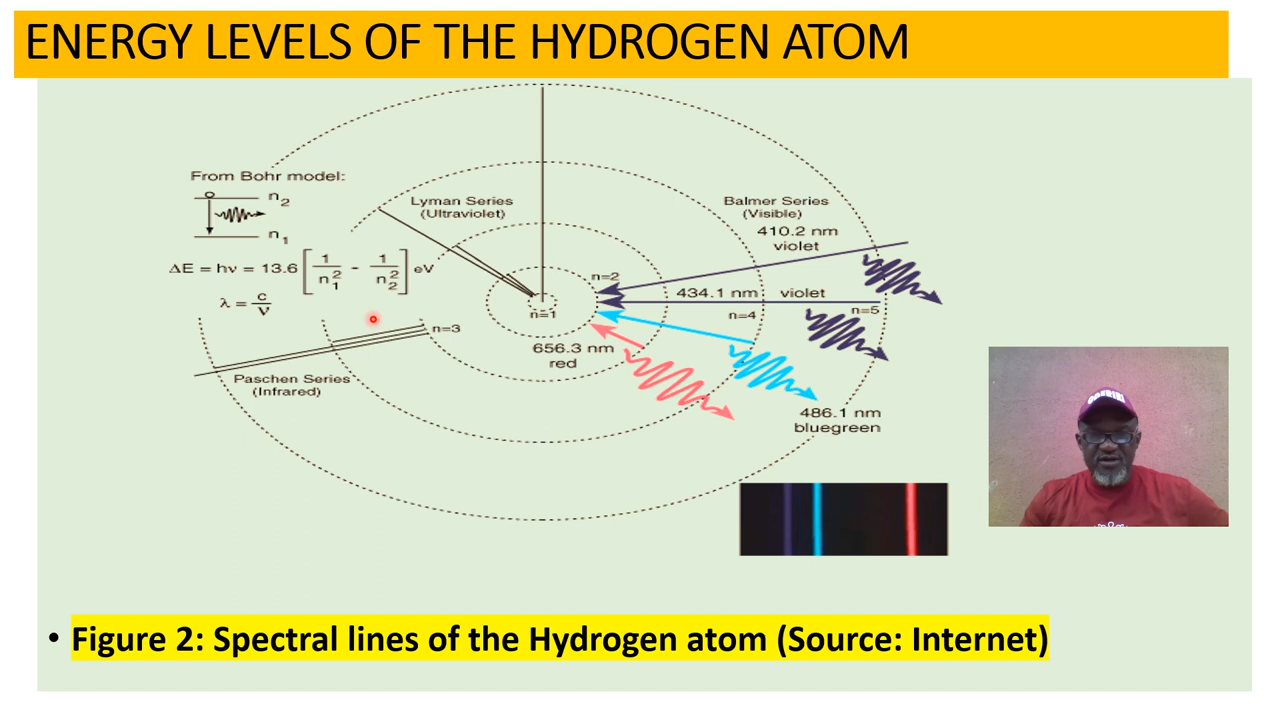 ENERGY LEVELS OF THE HYDROGEN ATOM
From Bohr model:
n2
n1
ΔE = hν = 13.6 [ 1/n1² - 1/n2² ] eV
λ = c/ν
Lyman Series
(Ultraviolet)
Balmer Series
(Visible)
410.2 nm
violet
n=2
434.1 nm violet
n=1
n=4
n=5
n=3
656.3 nm
red
Paschen Series
(Infrared)
486.1 nm
bluegreen
• Figure 2: Spectral lines of the Hydrogen atom (Source: Internet)